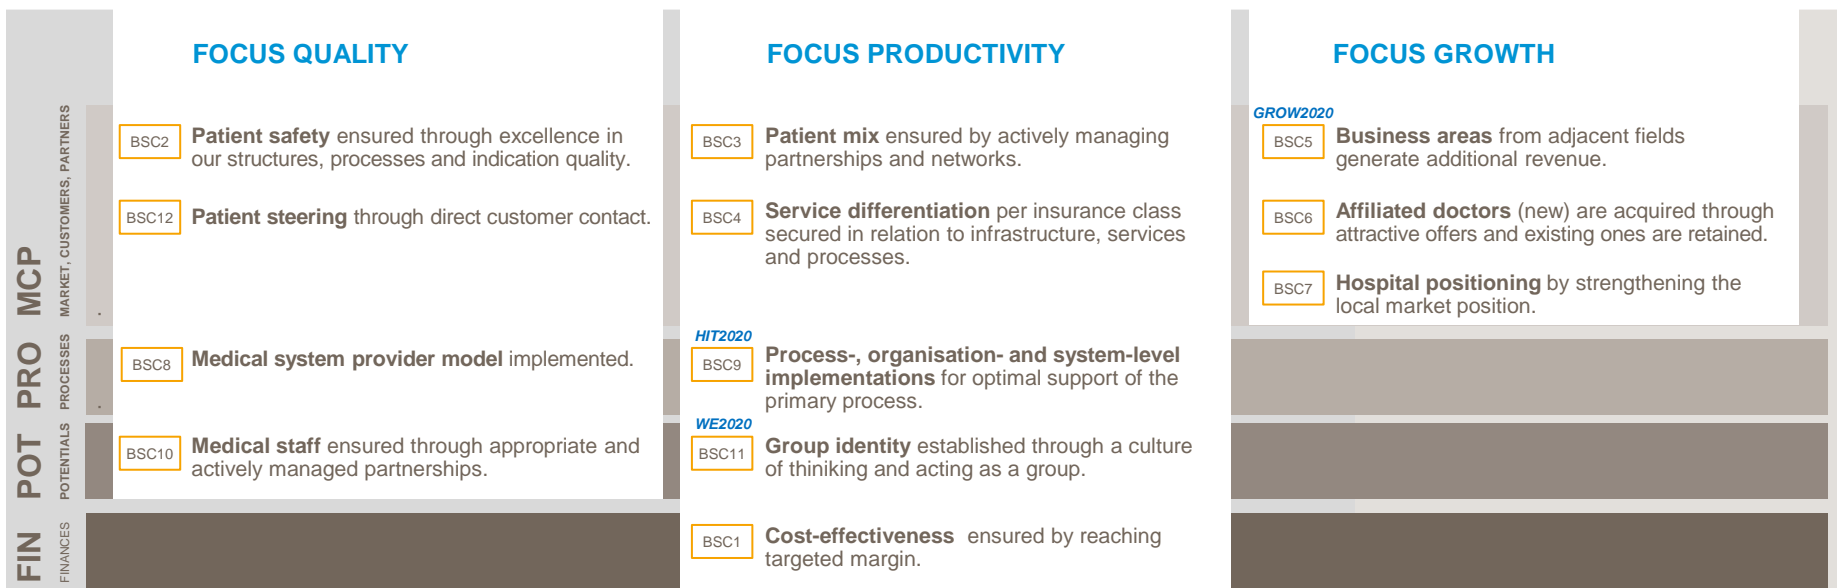 FOCUS QUALITY
FOCUS PRODUCTIVITY
FOCUS GROWTH
MCP
MARKET, CUSTOMERS, PARTNERS
BSC2
Patient safety ensured through excellence in
our structures, processes and indication quality.
BSC12
Patient steering through direct customer contact.
BSC3
Patient mix ensured by actively managing
partnerships and networks.
BSC4
Service differentiation per insurance class
secured in relation to infrastructure, services
and processes.
GROW2020
BSC5
Business areas from adjacent fields
generate additional revenue.
BSC6
Affiliated doctors (new) are acquired through
attractive offers and existing ones are retained.
BSC7
Hospital positioning by strengthening the
local market position.
PRO
PROCESSES
BSC8
Medical system provider model implemented.
HIT2020
BSC9
Process-, organisation- and system-level
implementations for optimal support of the
primary process.
POT
POTENTIALS
BSC10
Medical staff ensured through appropriate and
actively managed partnerships.
WE2020
BSC11
Group identity established through a culture
of thiniking and acting as a group.
FIN
FINANCES
BSC1
Cost-effectiveness ensured by reaching
targeted margin.